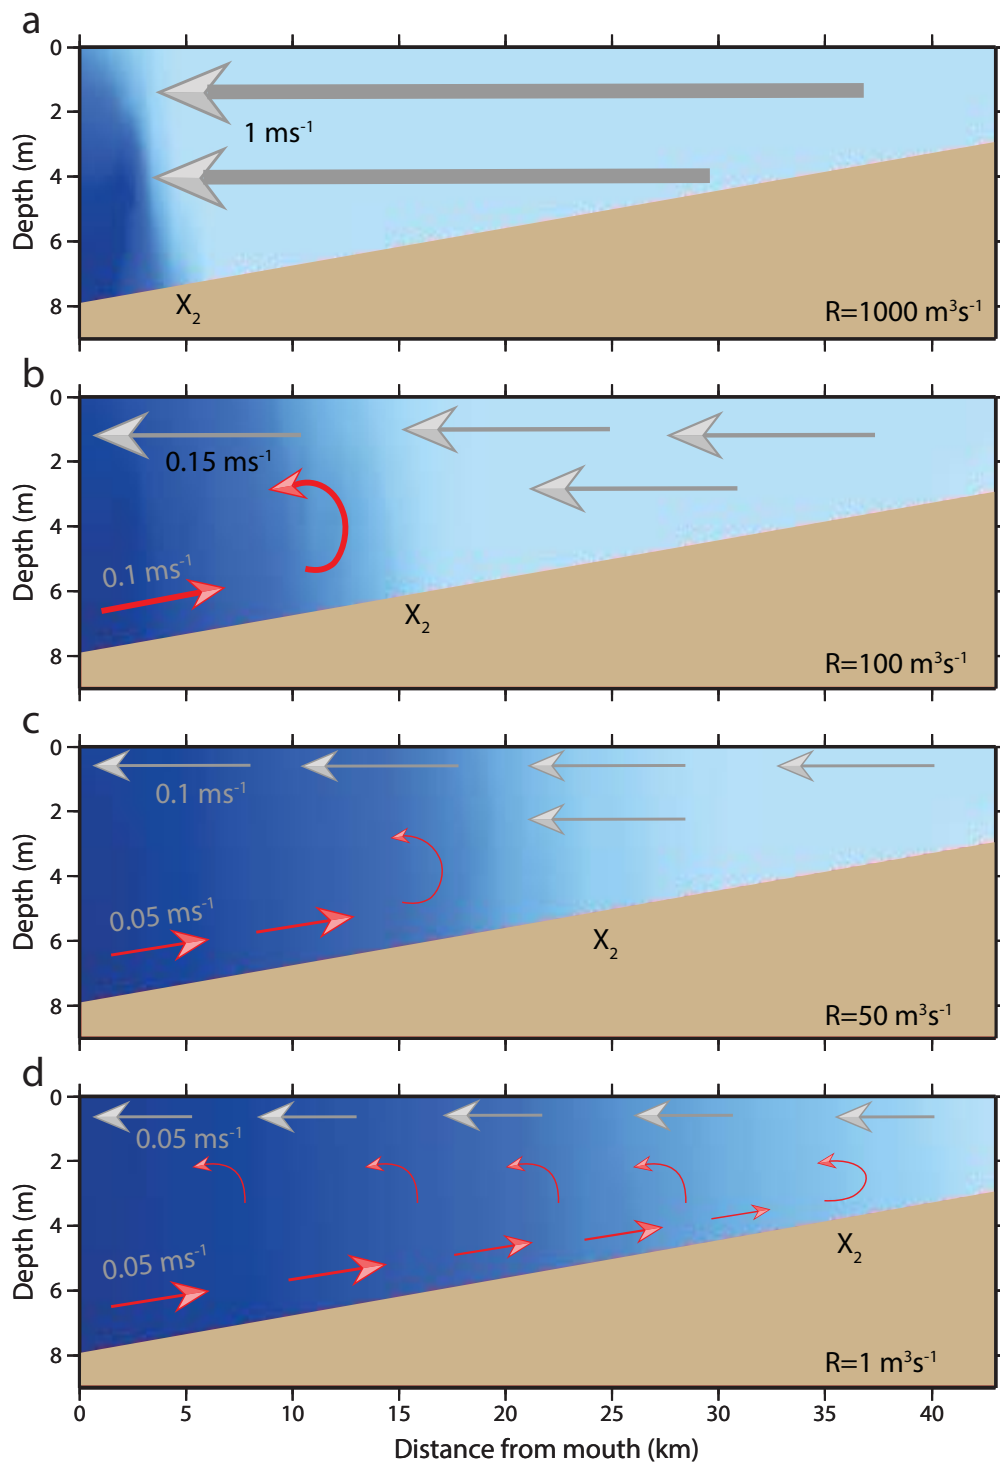 a
0
2
4
6
8
Depth (m)
1 ms⁻¹
X₂
R=1000 m³s⁻¹
b
0
2
4
6
8
Depth (m)
0.15 ms⁻¹
0.1 ms⁻¹
X₂
R=100 m³s⁻¹
c
0
2
4
6
8
Depth (m)
0.1 ms⁻¹
0.05 ms⁻¹
X₂
R=50 m³s⁻¹
d
0
2
4
6
8
Depth (m)
0.05 ms⁻¹
0.05 ms⁻¹
X₂
R=1 m³s⁻¹
0 5 10 15 20 25 30 35 40
Distance from mouth (km)